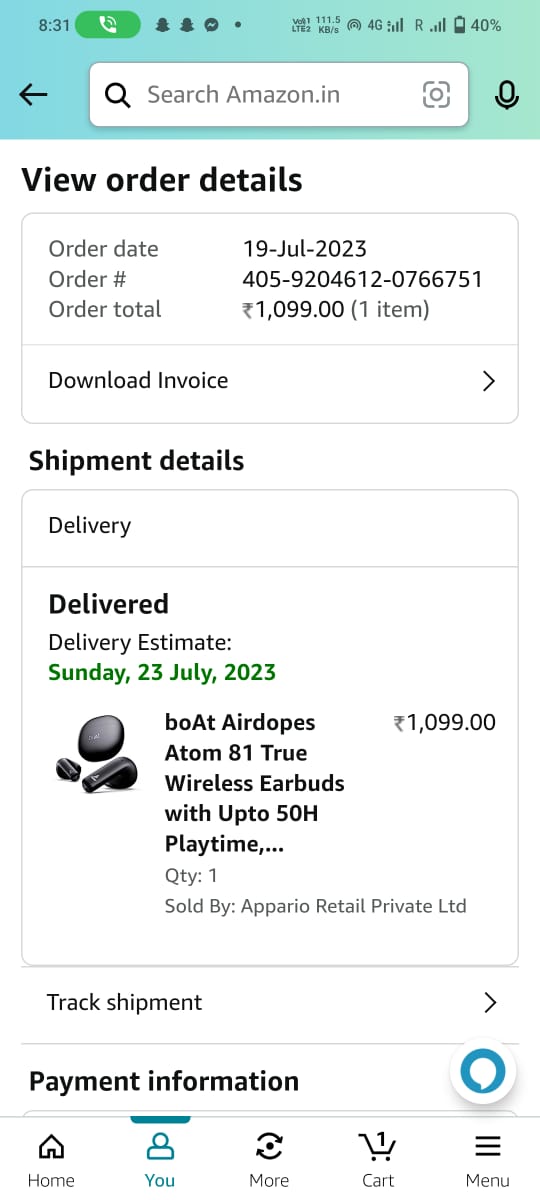 8:31
Vo)) 111.5 4G R 40%
LTE2 KB/s
Search Amazon.in
View order details
Order date 19-Jul-2023
Order # 405-9204612-0766751
Order total ₹1,099.00 (1 item)
Download Invoice
Shipment details
Delivery
Delivered
Delivery Estimate:
Sunday, 23 July, 2023
boAt Airdopes ₹1,099.00
Atom 81 True
Wireless Earbuds
with Upto 50H
Playtime,...
Qty: 1
Sold By: Appario Retail Private Ltd
Track shipment
Payment information
1
Home You More Cart Menu